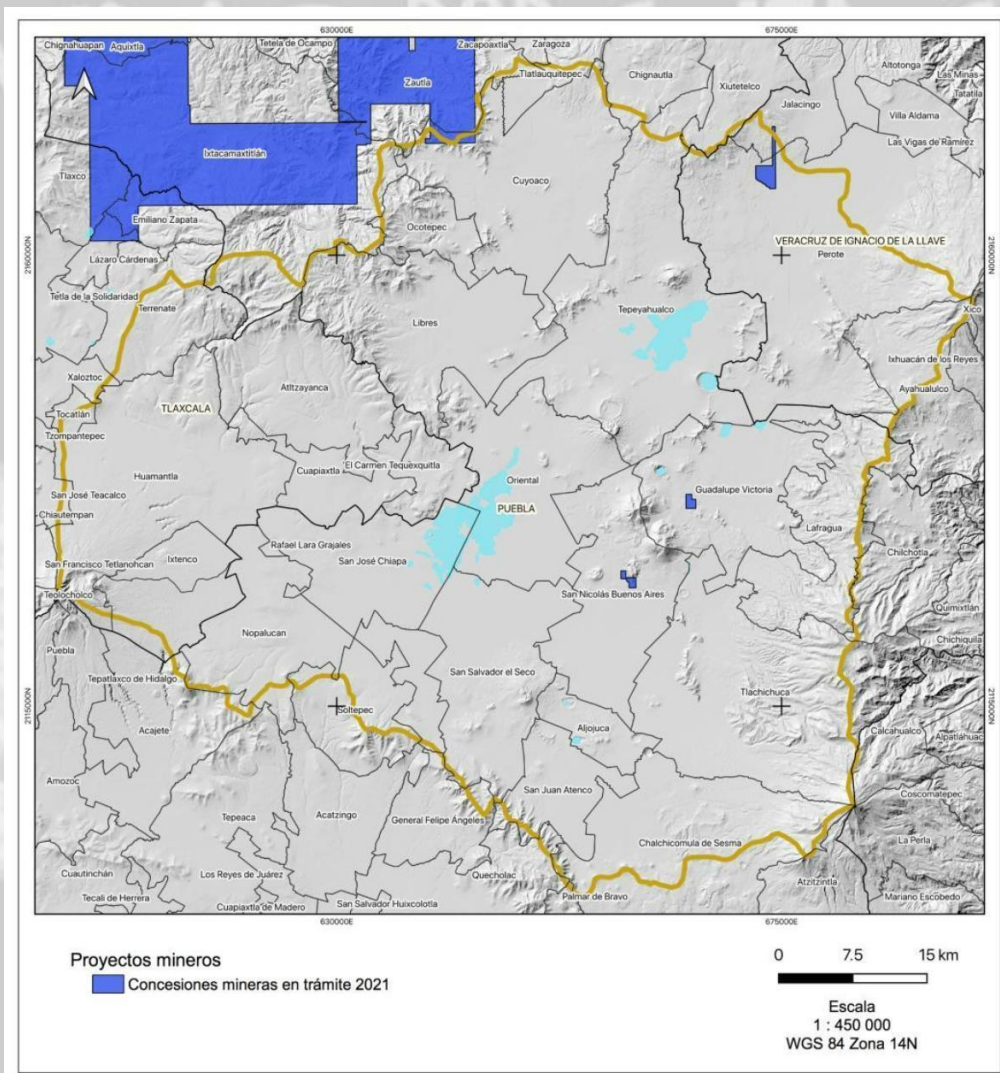 630000E
675000E
Chignahuapan
Aquixtla
Tetela de Ocampo
Zacapoaxtla
Zaragoza
Tlatlauquitepec
Chignautla
Xiutetelco
Altotonga
Las Minas
Tatatila
Zautla
Jalacingo
Villa Aldama
Las Vigas de Ramírez
Ixtacamaxtitlán
Tlaxco
Cuyoaco
Emiliano Zapata
Ocotepec
2160000N
VERACRUZ DE IGNACIO DE LA LLAVE
2160000N
Lázaro Cárdenas
Perote
Tetla de la Solidaridad
Terrenate
Libres
Tepeyahualco
Xico
Ixhuacán de los Reyes
Xaloztoc
Atltzayanca
Ayahualulco
Tocatlán
TLAXCALA
Tzompantepec
Huamantla
Cuapiaxtla
El Carmen Tequexquitla
Oriental
Guadalupe Victoria
San José Teacalco
PUEBLA
Chiautempan
Lafragua
Rafael Lara Grajales
Ixtenco
San José Chiapa
Chilchotla
San Francisco Tetlanohcan
Teolocholco
San Nicolás Buenos Aires
Quimixtlán
Nopalucan
Chichiquila
Puebla
San Salvador el Seco
Tepatlaxco de Hidalgo
Tlachichuca
2115000N
Soltepec
2115000N
Acajete
Aljojuca
Calcahualco
Alpatláhuac
Amozoc
San Juan Atenco
Coscomatepec
Tepeaca
Acatzingo
General Felipe Ángeles
Chalchicomula de Sesma
La Perla
Cuautinchán
Los Reyes de Juárez
Quecholac
Atzitzintla
Tecali de Herrera
Cuapiaxtla de Madero
San Salvador Huixcolotla
Palmar de Bravo
Mariano Escobedo
630000E
675000E
Proyectos mineros
Concesiones mineras en trámite 2021
0 7.5 15 km
Escala
1 : 450 000
WGS 84 Zona 14N